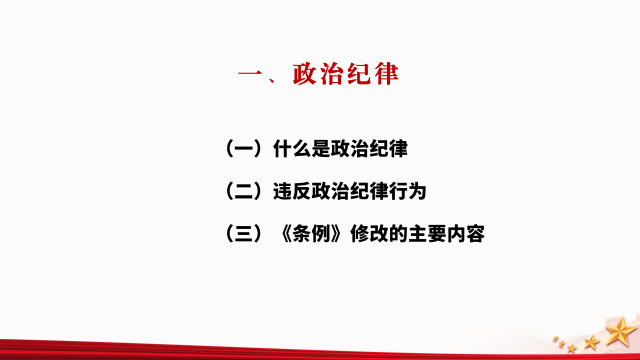 一、政治纪律
（一）什么是政治纪律
（二）违反政治纪律行为
（三）《条例》修改的主要内容